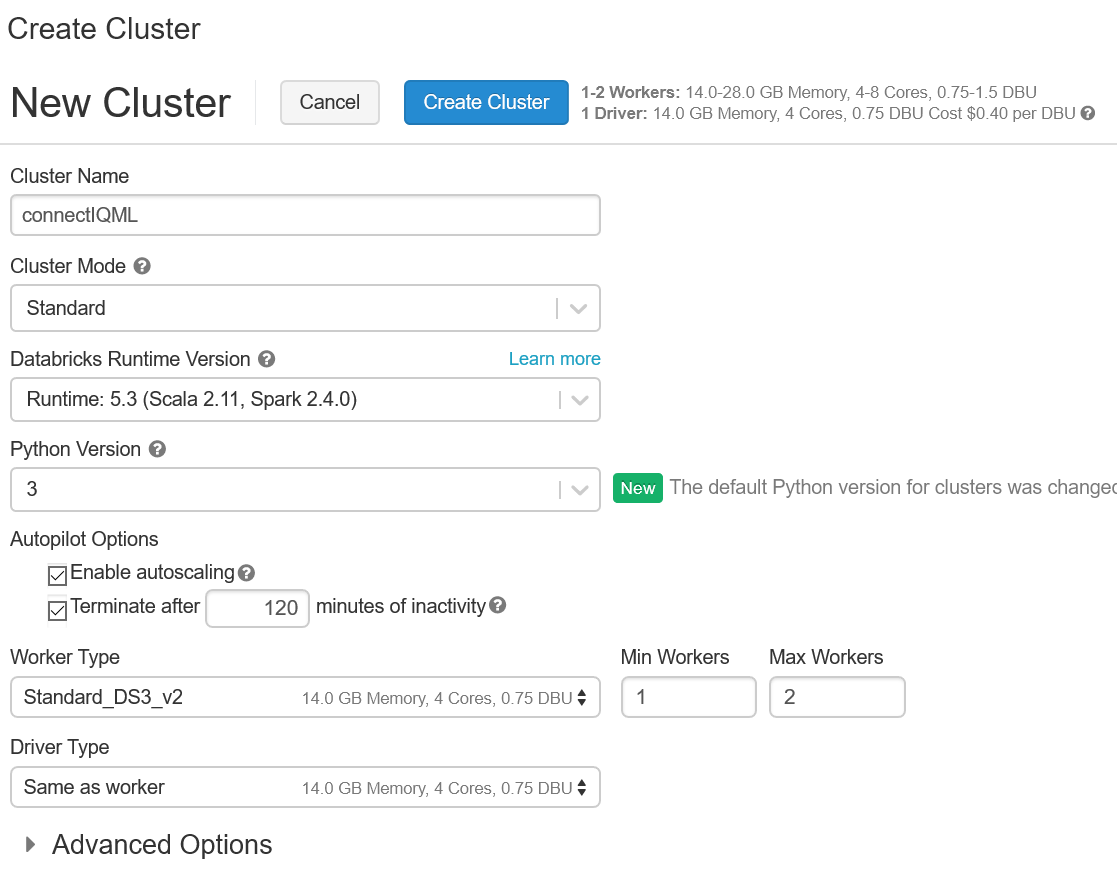 Create Cluster
New Cluster
Cancel
Create Cluster
1-2 Workers: 14.0-28.0 GB Memory, 4-8 Cores, 0.75-1.5 DBU
1 Driver: 14.0 GB Memory, 4 Cores, 0.75 DBU Cost $0.40 per DBU ?
Cluster Name
connectIQML
Cluster Mode ?
Standard
Databricks Runtime Version ? Learn more
Runtime: 5.3 (Scala 2.11, Spark 2.4.0)
Python Version ?
3
New The default Python version for clusters was changed
Autopilot Options
Enable autoscaling ?
Terminate after 120 minutes of inactivity ?
Worker Type Min Workers Max Workers
Standard_DS3_v2 14.0 GB Memory, 4 Cores, 0.75 DBU 1 2
Driver Type
Same as worker 14.0 GB Memory, 4 Cores, 0.75 DBU
Advanced Options